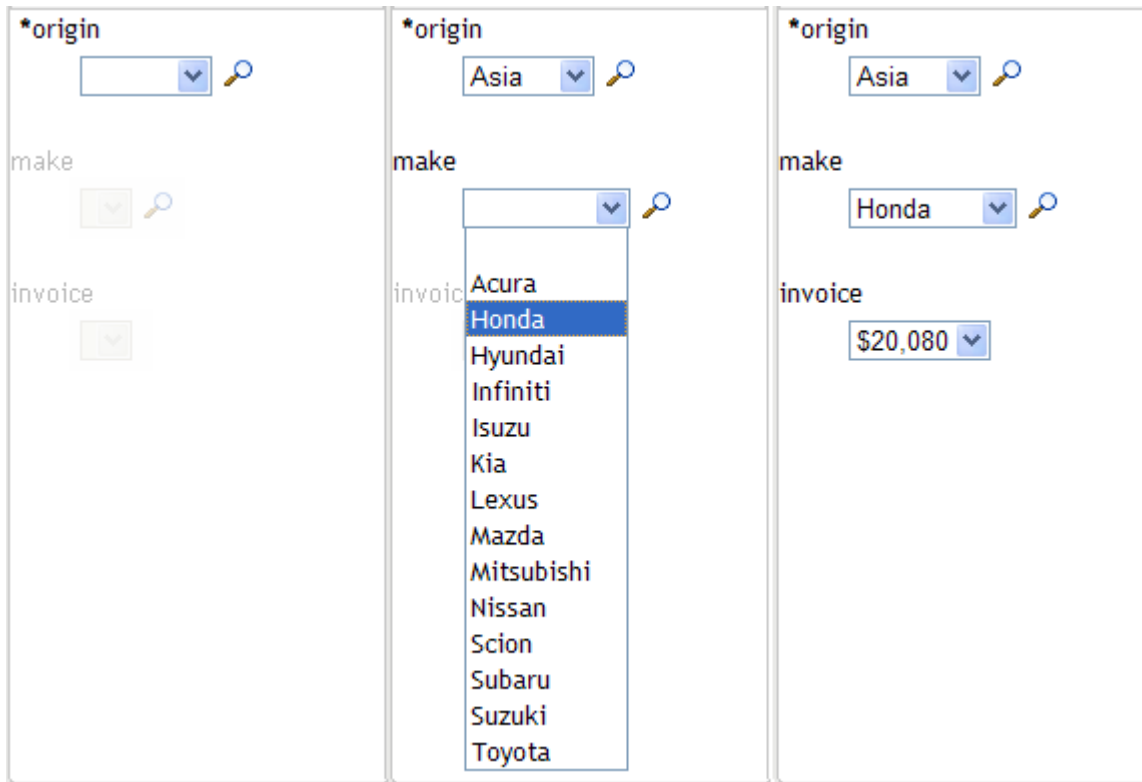 *origin
make
invoice
*origin
Asia
make
invoic
Acura
Honda
Hyundai
Infiniti
Isuzu
Kia
Lexus
Mazda
Mitsubishi
Nissan
Scion
Subaru
Suzuki
Toyota
*origin
Asia
make
Honda
invoice
$20,080